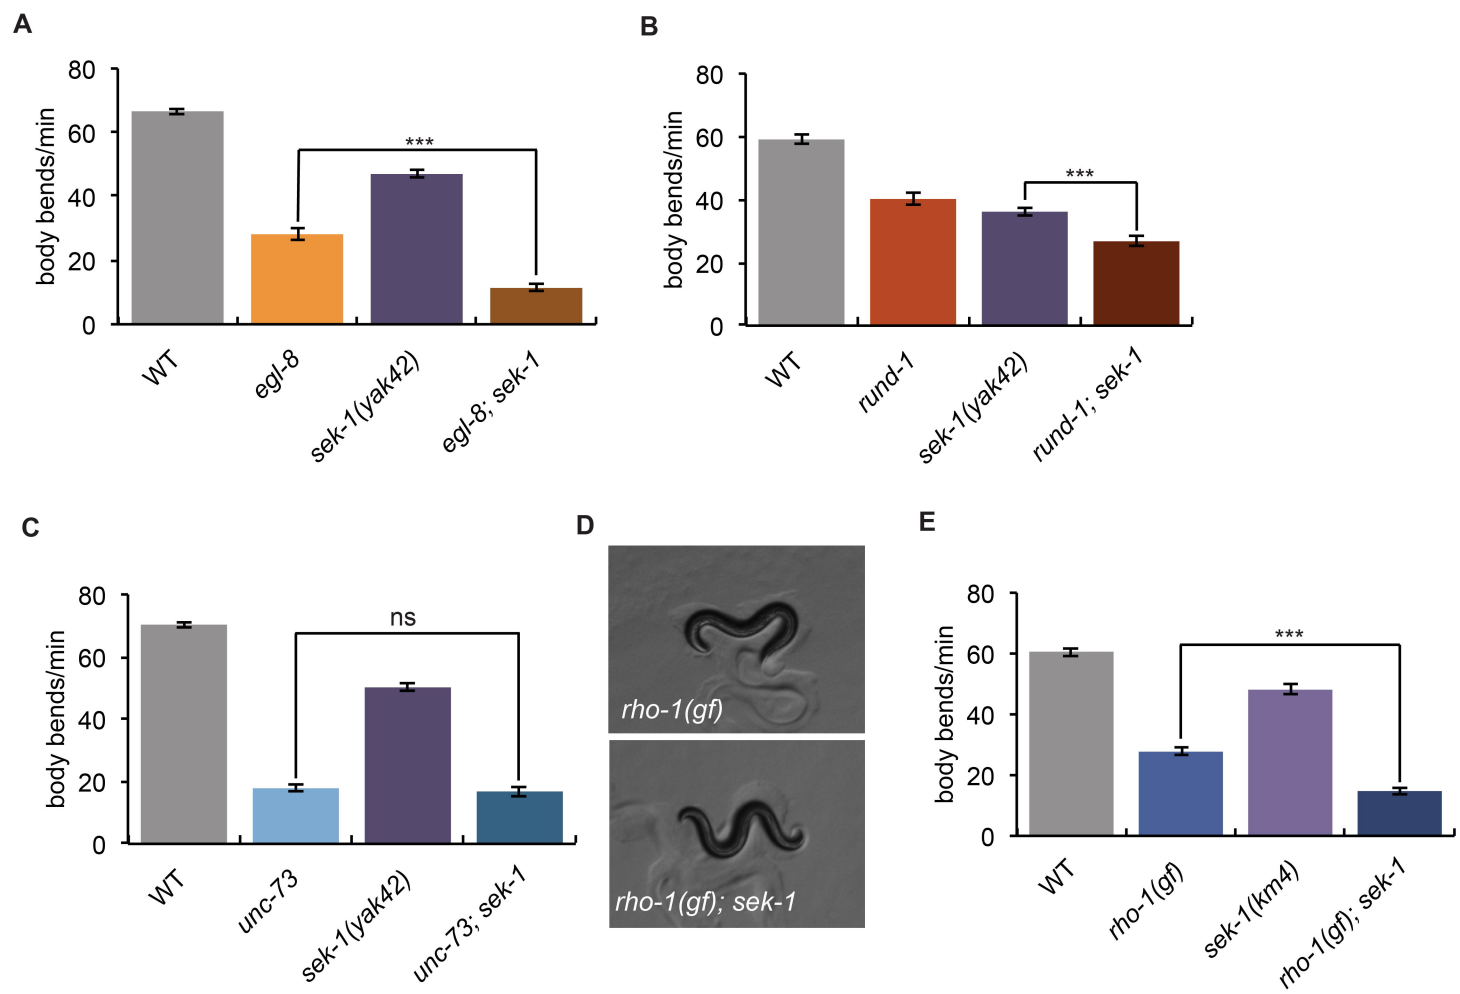 A
80
60
40
20
0
body bends/min
***
WT
egl-8
sek-1(yak42)
egl-8; sek-1
B
80
60
40
20
0
body bends/min
***
WT
rund-1
sek-1(yak42)
rund-1; sek-1
C
80
60
40
20
0
body bends/min
ns
WT
unc-73
sek-1(yak42)
unc-73; sek-1
D
rho-1(gf)
rho-1(gf); sek-1
E
80
60
40
20
0
body bends/min
***
WT
rho-1(gf)
sek-1(km4)
rho-1(gf); sek-1